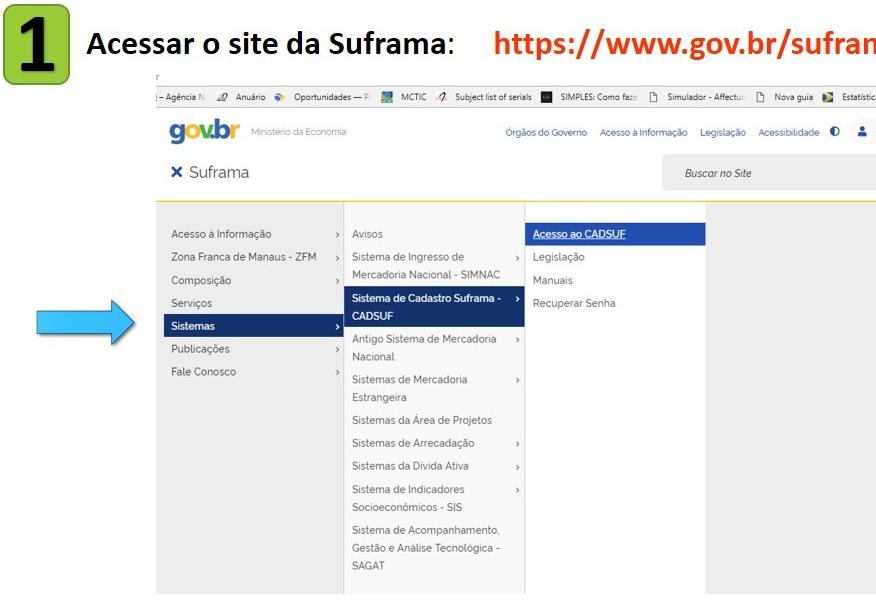 1
Acessar o site da Suframa: https://www.gov.br/sufram
– Agência N Anuário Oportunidades — P MCTIC Subject list of serials SIMPLES: Como faze Simulador - Affectur Nova guia Estatístic
gov.br Ministério da Economia Órgãos do Governo Acesso à Informação Legislação Acessibilidade
Suframa Buscar no Site
Acesso à Informação
Zona Franca de Manaus - ZFM
Composição
Serviços
Sistemas
Publicações
Fale Conosco
Avisos
Sistema de Ingresso de
Mercadoria Nacional - SIMNAC
Sistema de Cadastro Suframa -
CADSUF
Antigo Sistema de Mercadoria
Nacional
Sistemas de Mercadoria
Estrangeira
Sistemas da Área de Projetos
Sistemas de Arrecadação
Sistemas da Dívida Ativa
Sistema de Indicadores
Socioeconômicos - SIS
Sistema de Acompanhamento,
Gestão e Análise Tecnológica -
SAGAT
Acesso ao CADSUF
Legislação
Manuais
Recuperar Senha